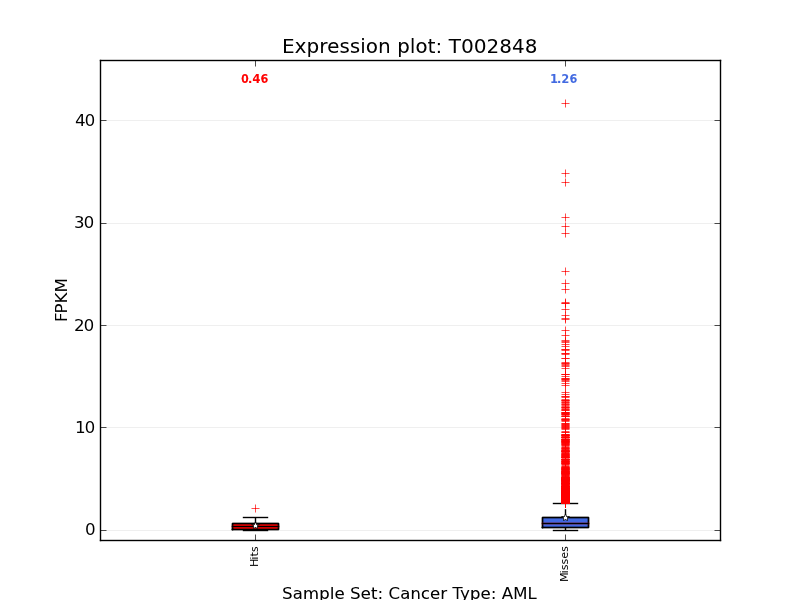 Expression plot: T002848
0.46
1.26
40
30
20
10
0
FPKM
Hits
Misses
Sample Set: Cancer Type: AML